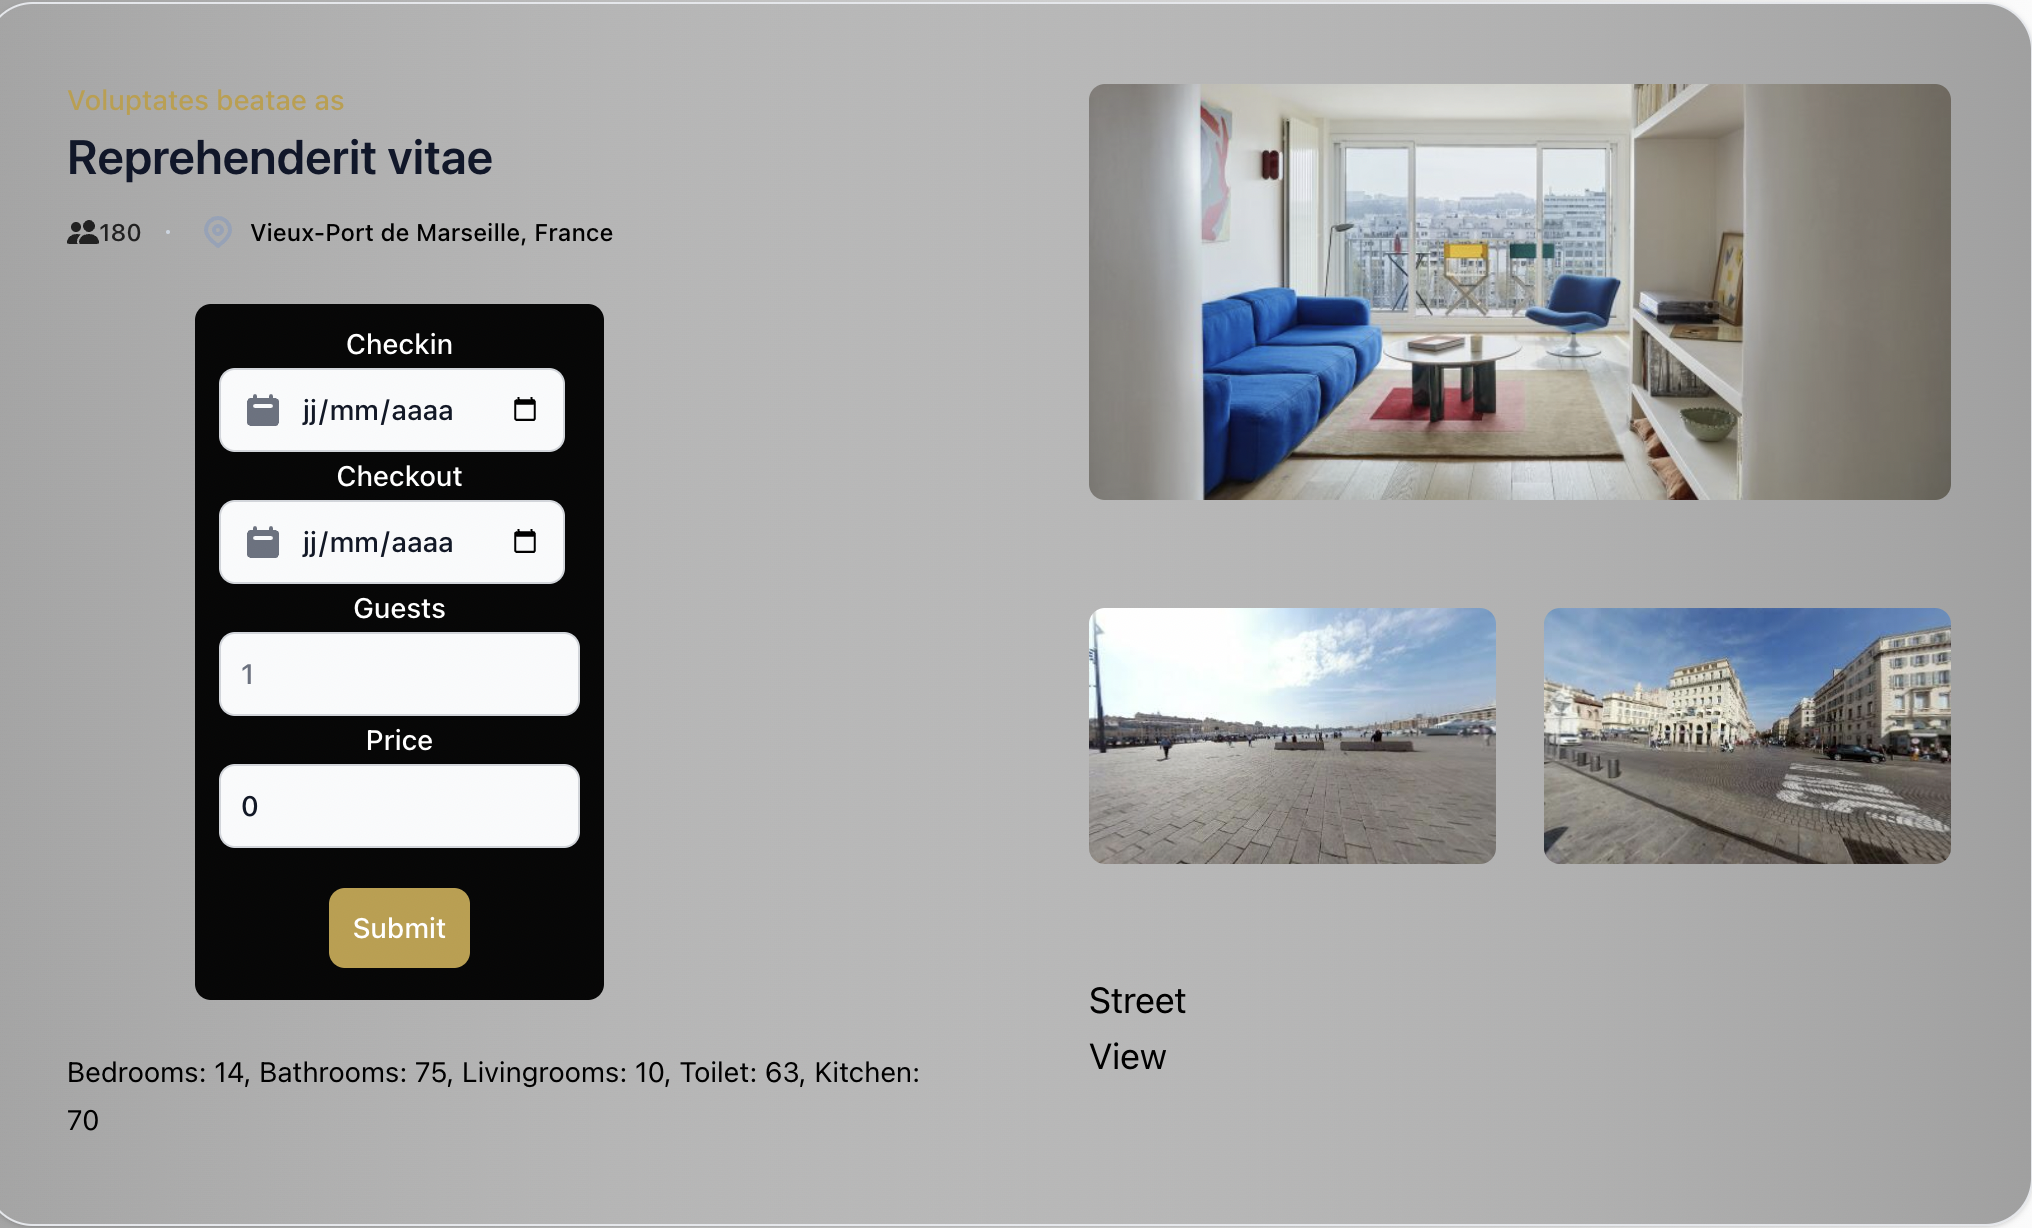 Voluptates beatae as
Reprehenderit vitae
180 · Vieux-Port de Marseille, France
Checkin
jj/mm/aaaa
Checkout
jj/mm/aaaa
Guests
1
Price
0
Submit
Bedrooms: 14, Bathrooms: 75, Livingrooms: 10, Toilet: 63, Kitchen:
70
Street
View